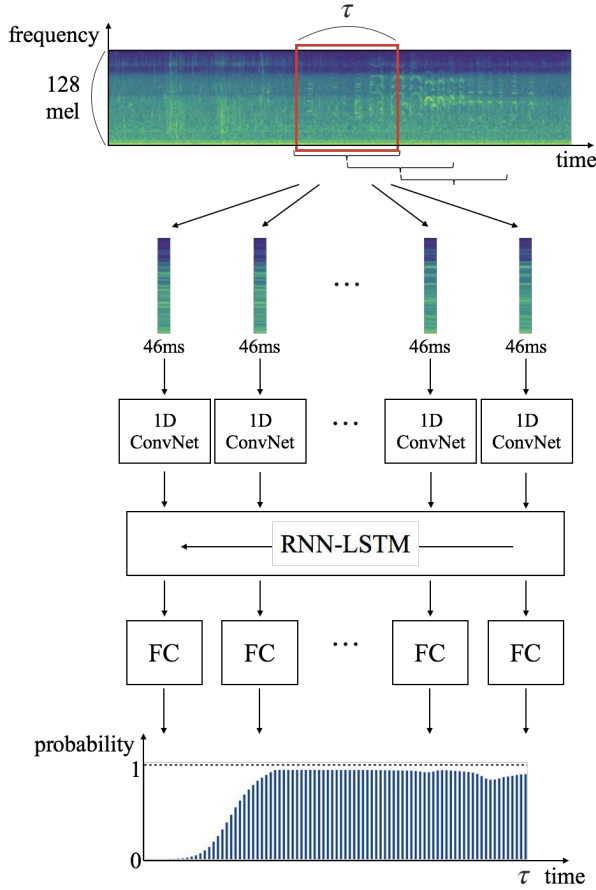 τ
frequency
128
mel
time
46ms 46ms ... 46ms 46ms
1D ConvNet 1D ConvNet ... 1D ConvNet 1D ConvNet
RNN-LSTM
FC FC ... FC FC
probability
1
0
τ time